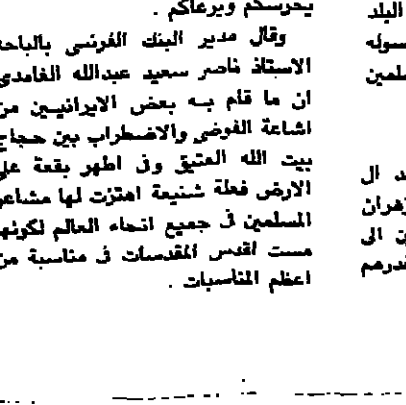 يحرسكم ويرعاكم .
وقال مدير البنك الفرنسي بالباحة
الاستاذ ناصر سعيد عبدالله الغامدي
ان ما قام به بعض الايرانيين من
اشاعة الفوضى والاضطراب بين حجاج
بيت الله العتيق وفي اطهر بقعة على
الارض فعلة شنيعة اهتزت لها مشاعر
المسلمين في جميع انحاء العالم لكونها
مست اقدس المقدسات في مناسبة من
اعظم المناسبات .
البلد
سوله
سلمين
د ال
زهران
ن الى
قدرهم